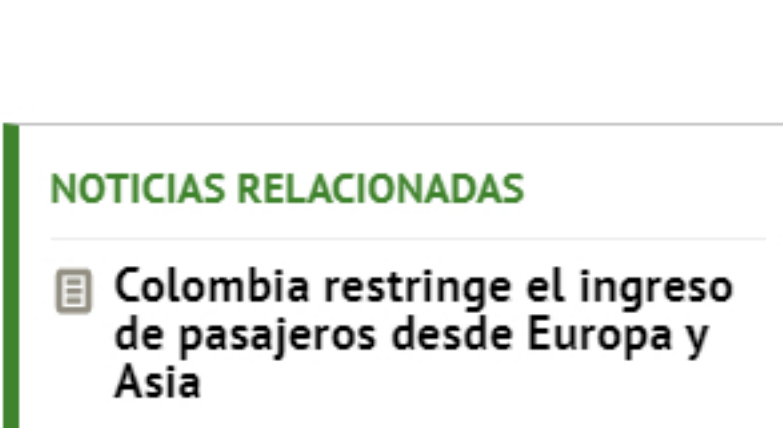 NOTICIAS RELACIONADAS
Colombia restringe el ingreso
de pasajeros desde Europa y
Asia